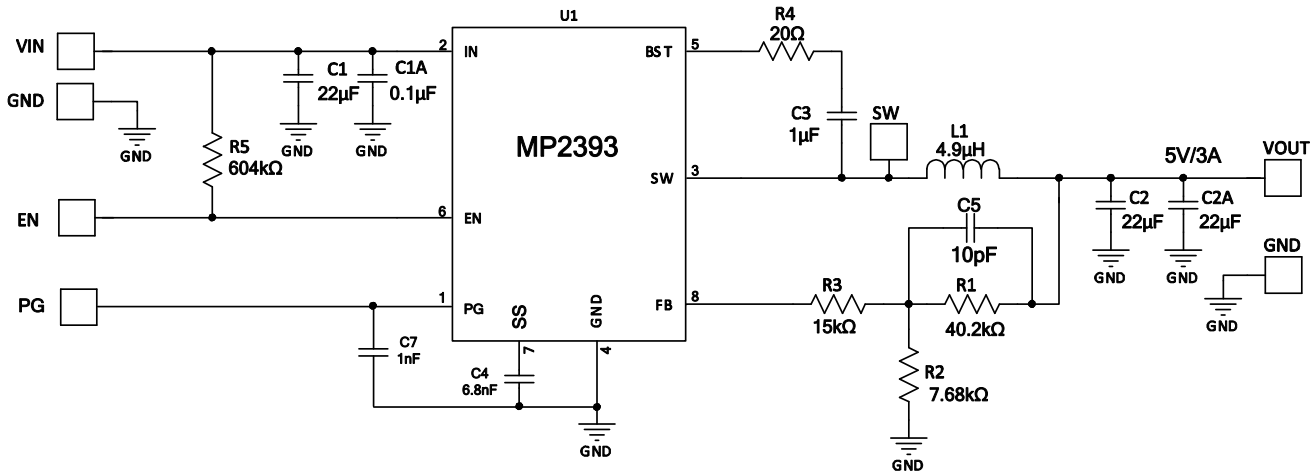 U1
MP2393
VIN
GND
GND
R5
604kΩ
C1
22µF
GND
C1A
0.1µF
GND
2
IN
EN
6
EN
PG
1
PG
C7
1nF
SS
7
C4
6.8nF
GND
4
GND
BST
5
R4
20Ω
C3
1µF
SW
SW
3
L1
4.9µH
5V/3A
VOUT
C2
22µF
GND
C2A
22µF
GND
GND
GND
C5
10pF
FB
8
R3
15kΩ
R1
40.2kΩ
R2
7.68kΩ
GND